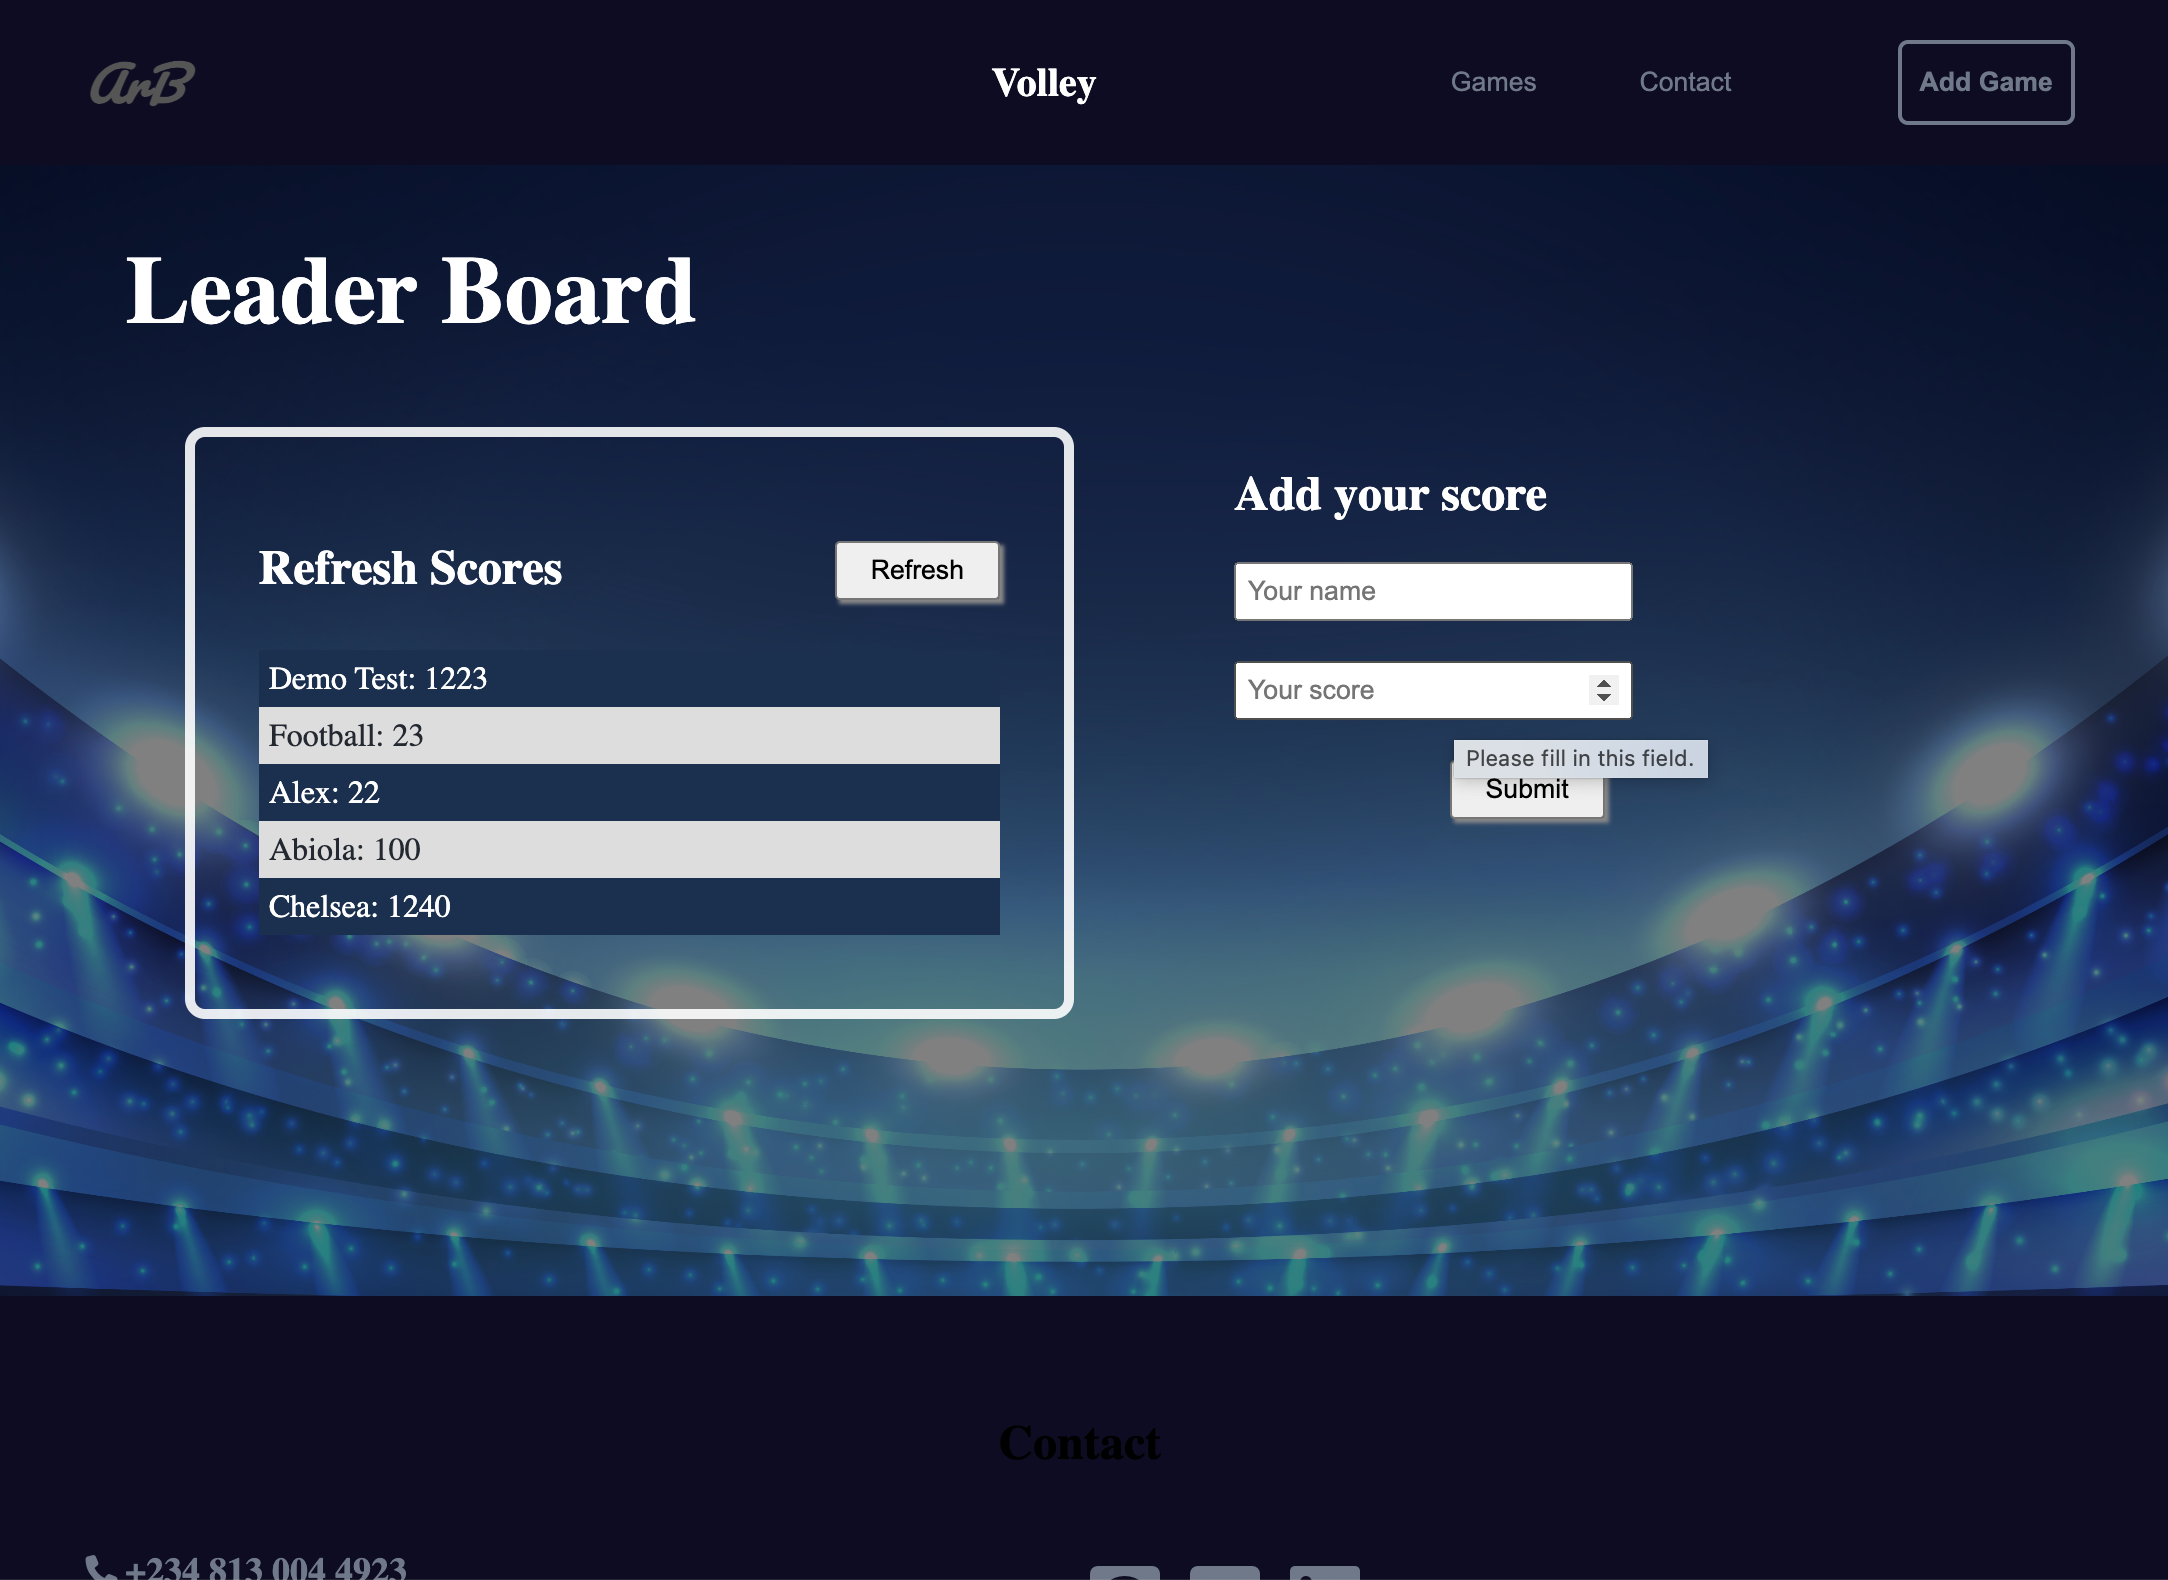 ArB
Volley
Games
Contact
Add Game
Leader Board
Refresh Scores
Refresh
Demo Test: 1223
Football: 23
Alex: 22
Abiola: 100
Chelsea: 1240
Add your score
Your name
Your score
Please fill in this field.
Submit
Contact
+234 813 004 4923